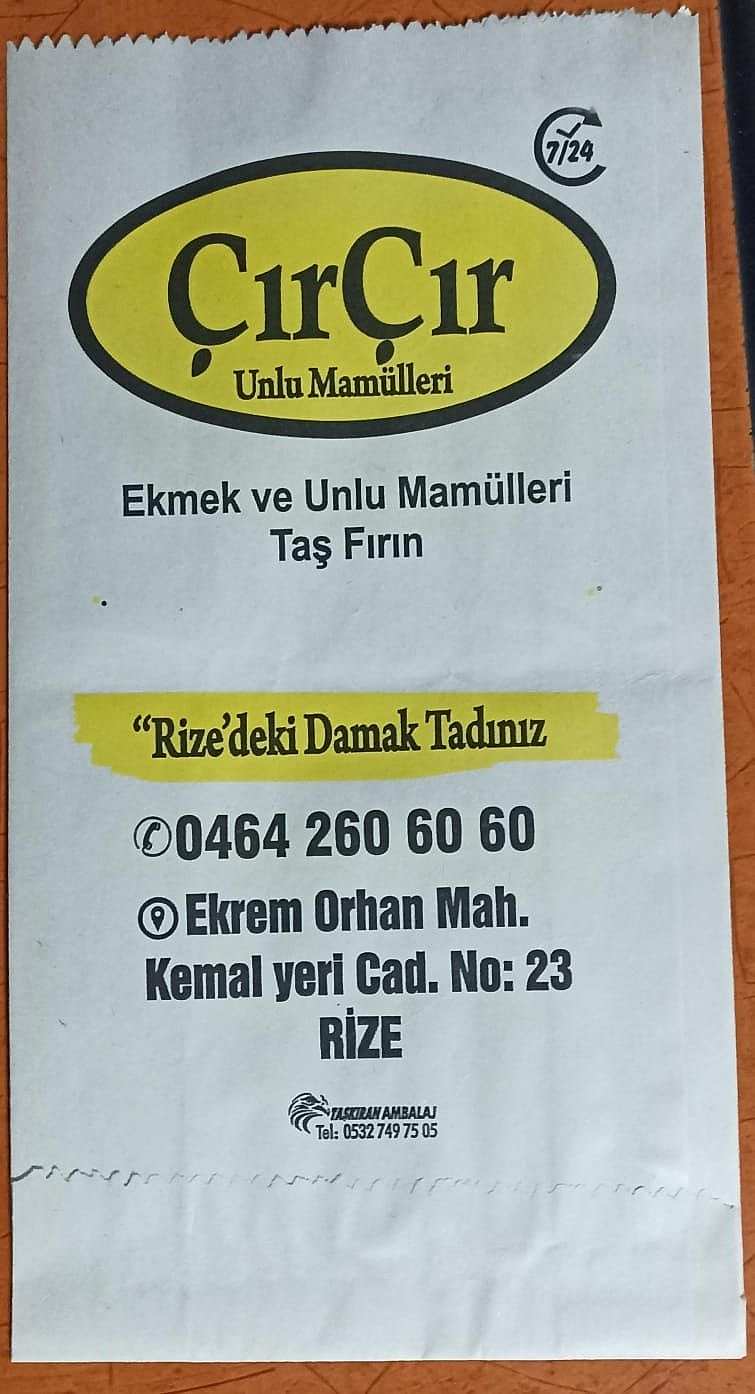 7/24
ÇırÇır
Unlu Mamülleri
Ekmek ve Unlu Mamülleri
Taş Fırın
“Rize’deki Damak Tadınız
0464 260 60 60
Ekrem Orhan Mah.
Kemal yeri Cad. No: 23
RİZE
TAŞKIRAN AMBALAJ
Tel: 0532 749 75 05